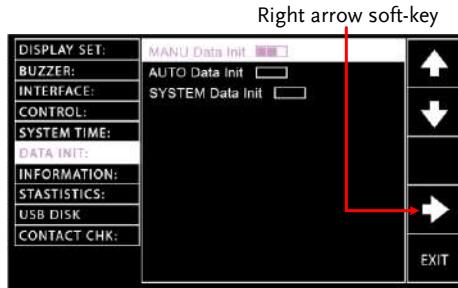 Right arrow soft-key
DISPLAY SET:
BUZZER:
INTERFACE:
CONTROL:
SYSTEM TIME:
DATA INIT:
INFORMATION:
STASTISTICS:
USB DISK
CONTACT CHK:
MANU Data Init
AUTO Data Init
SYSTEM Data Init
EXIT